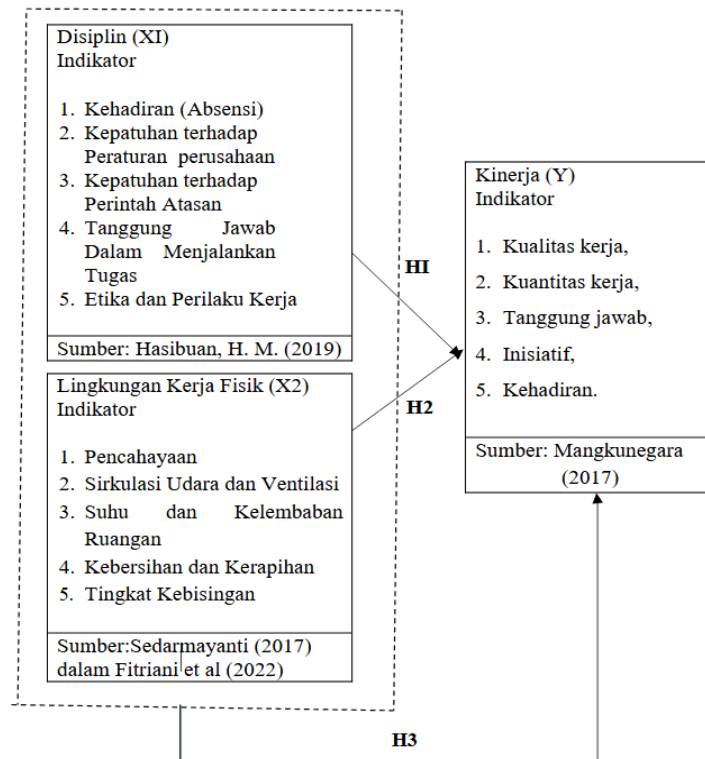 Disiplin (XI)
Indikator
1. Kehadiran (Absensi)
2. Kepatuhan terhadap
Peraturan perusahaan
3. Kepatuhan terhadap
Perintah Atasan
4. Tanggung Jawab
Dalam Menjalankan
Tugas
5. Etika dan Perilaku Kerja
Sumber: Hasibuan, H. M. (2019)
Lingkungan Kerja Fisik (X2)
Indikator
1. Pencahayaan
2. Sirkulasi Udara dan Ventilasi
3. Suhu dan Kelembaban
Ruangan
4. Kebersihan dan Kerapihan
5. Tingkat Kebisingan
Sumber:Sedarmayanti (2017)
dalam Fitriani et al (2022)
HI
H2
Kinerja (Y)
Indikator
1. Kualitas kerja,
2. Kuantitas kerja,
3. Tanggung jawab,
4. Inisiatif,
5. Kehadiran.
Sumber: Mangkunegara
(2017)
H3